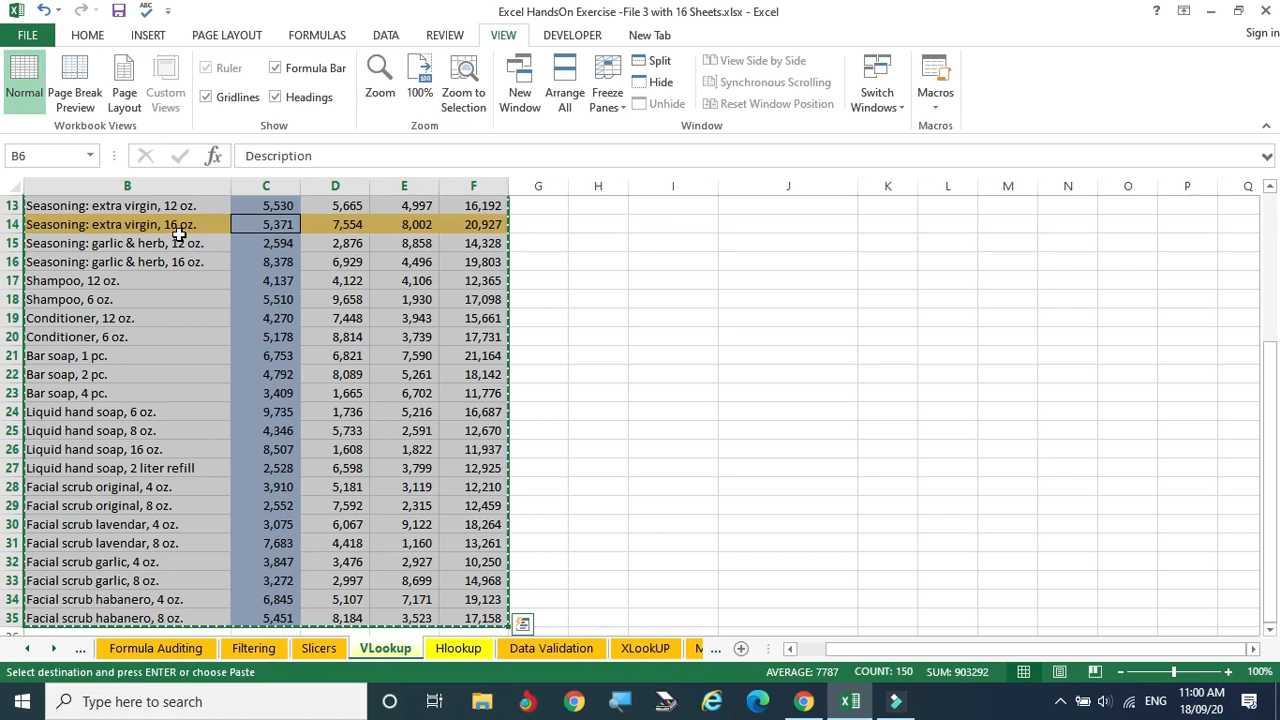 Excel HandsOn Exercise -File 3 with 16 Sheets.xlsx - Excel
Sign in
FILE HOME INSERT PAGE LAYOUT FORMULAS DATA REVIEW VIEW DEVELOPER New Tab
Normal
Page Break Preview
Page Layout
Custom Views
Ruler
Formula Bar
Gridlines
Headings
Zoom
100%
Zoom to Selection
New Window
Arrange All
Freeze Panes
Split
Hide
Unhide
View Side by Side
Synchronous Scrolling
Reset Window Position
Switch Windows
Macros
Workbook Views Show Zoom Window Macros
B6 fx Description
B C D E F G H I J K L M N O P Q
13 Seasoning: extra virgin, 12 oz. 5,530 5,665 4,997 16,192
14 Seasoning: extra virgin, 16 oz. 5,371 7,554 8,002 20,927
15 Seasoning: garlic & herb, 12 oz. 2,594 2,876 8,858 14,328
16 Seasoning: garlic & herb, 16 oz. 8,378 6,929 4,496 19,803
17 Shampoo, 12 oz. 4,137 4,122 4,106 12,365
18 Shampoo, 6 oz. 5,510 9,658 1,930 17,098
19 Conditioner, 12 oz. 4,270 7,448 3,943 15,661
20 Conditioner, 6 oz. 5,178 8,814 3,739 17,731
21 Bar soap, 1 pc. 6,753 6,821 7,590 21,164
22 Bar soap, 2 pc. 4,792 8,089 5,261 18,142
23 Bar soap, 4 pc. 3,409 1,665 6,702 11,776
24 Liquid hand soap, 6 oz. 9,735 1,736 5,216 16,687
25 Liquid hand soap, 8 oz. 4,346 5,733 2,591 12,670
26 Liquid hand soap, 16 oz. 8,507 1,608 1,822 11,937
27 Liquid hand soap, 2 liter refill 2,528 6,598 3,799 12,925
28 Facial scrub original, 4 oz. 3,910 5,181 3,119 12,210
29 Facial scrub original, 8 oz. 2,552 7,592 2,315 12,459
30 Facial scrub lavendar, 4 oz. 3,075 6,067 9,122 18,264
31 Facial scrub lavendar, 8 oz. 7,683 4,418 1,160 13,261
32 Facial scrub garlic, 4 oz. 3,847 3,476 2,927 10,250
33 Facial scrub garlic, 8 oz. 3,272 2,997 8,699 14,968
34 Facial scrub habanero, 4 oz. 6,845 5,107 7,171 19,123
35 Facial scrub habanero, 8 oz. 5,451 8,184 3,523 17,158
... Formula Auditing Filtering Slicers VLookup Hlookup Data Validation XLookUP ...
Select destination and press ENTER or choose Paste AVERAGE: 7787 COUNT: 150 SUM: 903292 100%
Type here to search
ENG
11:00 AM
18/09/20